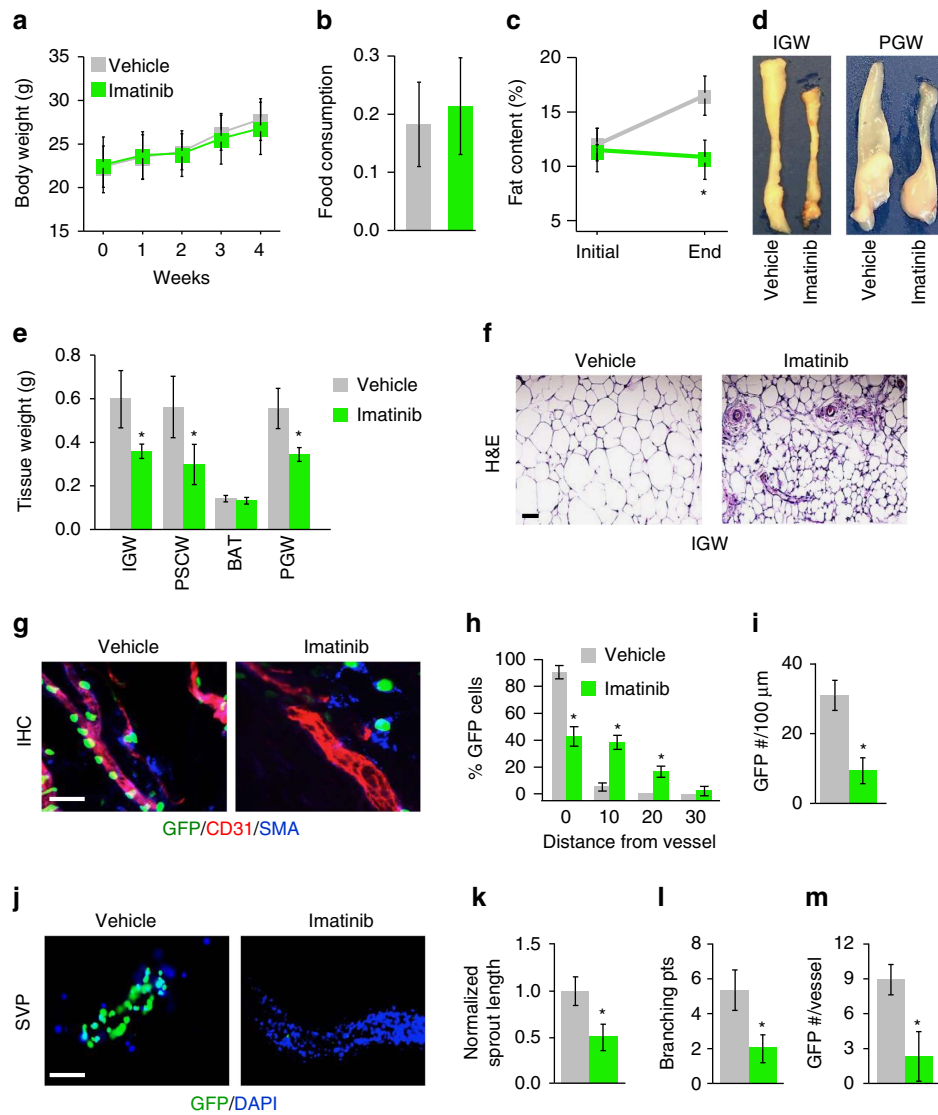 a
Body weight (g)
35
30
25
20
15
Vehicle
Imatinib
0 1 2 3 4
Weeks
b
Food consumption
0.3
0.2
0.1
0.0
c
Fat content (%)
20
15
10
5
Initial End
*
d
IGW PGW
Vehicle
Imatinib
Vehicle
Imatinib
e
Tissue weight (g)
0.8
0.6
0.4
0.2
0.0
Vehicle
Imatinib
* * *
IGW
PSCW
BAT
PGW
f
Vehicle Imatinib
H&E
IGW
g
Vehicle Imatinib
IHC
GFP/CD31/SMA
h
% GFP cells
100
80
60
40
20
0
Vehicle
Imatinib
* * *
0 10 20 30
Distance from vessel
i
GFP #/100 μm
40
20
0
*
j
Vehicle Imatinib
SVP
GFP/DAPI
k
Normalized
sprout length
1.5
1.0
0.5
0.0
*
l
Branching pts
8
6
4
2
0
*
m
GFP #/vessel
12
9
6
3
0
*